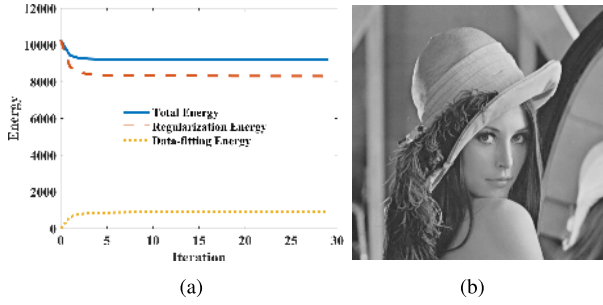 12000
10000
8000
6000
4000
2000
0
Energy
Total Energy
Regularization Energy
Data-fitting Energy
0 5 10 15 20 25 30
Iteration
(a) (b)